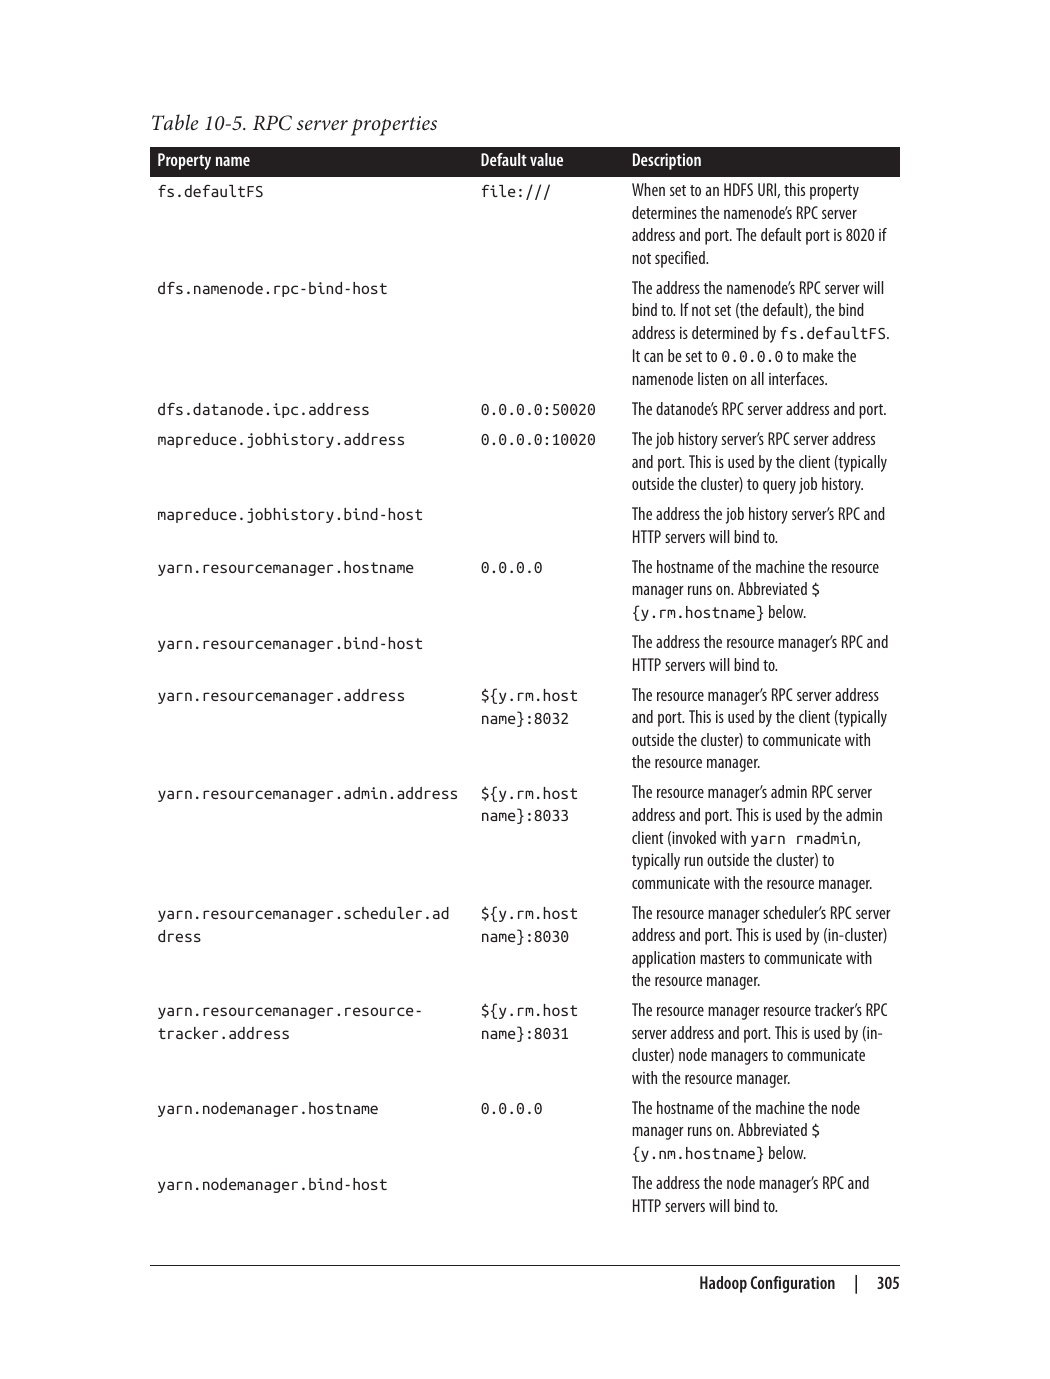 Table 10-5. RPC server properties
Property name Default value Description
fs.defaultFS file:/// When set to an HDFS URI, this property
determines the namenode’s RPC server
address and port. The default port is 8020 if
not specified.
dfs.namenode.rpc-bind-host The address the namenode’s RPC server will
bind to. If not set (the default), the bind
address is determined by fs.defaultFS.
It can be set to 0.0.0.0 to make the
namenode listen on all interfaces.
dfs.datanode.ipc.address 0.0.0.0:50020 The datanode’s RPC server address and port.
mapreduce.jobhistory.address 0.0.0.0:10020 The job history server’s RPC server address
and port. This is used by the client (typically
outside the cluster) to query job history.
mapreduce.jobhistory.bind-host The address the job history server’s RPC and
HTTP servers will bind to.
yarn.resourcemanager.hostname 0.0.0.0 The hostname of the machine the resource
manager runs on. Abbreviated $
{y.rm.hostname} below.
yarn.resourcemanager.bind-host The address the resource manager’s RPC and
HTTP servers will bind to.
yarn.resourcemanager.address ${y.rm.host The resource manager’s RPC server address
name}:8032 and port. This is used by the client (typically
outside the cluster) to communicate with
the resource manager.
yarn.resourcemanager.admin.address ${y.rm.host The resource manager’s admin RPC server
name}:8033 address and port. This is used by the admin
client (invoked with yarn rmadmin,
typically run outside the cluster) to
communicate with the resource manager.
yarn.resourcemanager.scheduler.ad ${y.rm.host The resource manager scheduler’s RPC server
dress name}:8030 address and port. This is used by (in-cluster)
application masters to communicate with
the resource manager.
yarn.resourcemanager.resource- ${y.rm.host The resource manager resource tracker’s RPC
tracker.address name}:8031 server address and port. This is used by (in-
cluster) node managers to communicate
with the resource manager.
yarn.nodemanager.hostname 0.0.0.0 The hostname of the machine the node
manager runs on. Abbreviated $
{y.nm.hostname} below.
yarn.nodemanager.bind-host The address the node manager’s RPC and
HTTP servers will bind to.
Hadoop Configuration | 305